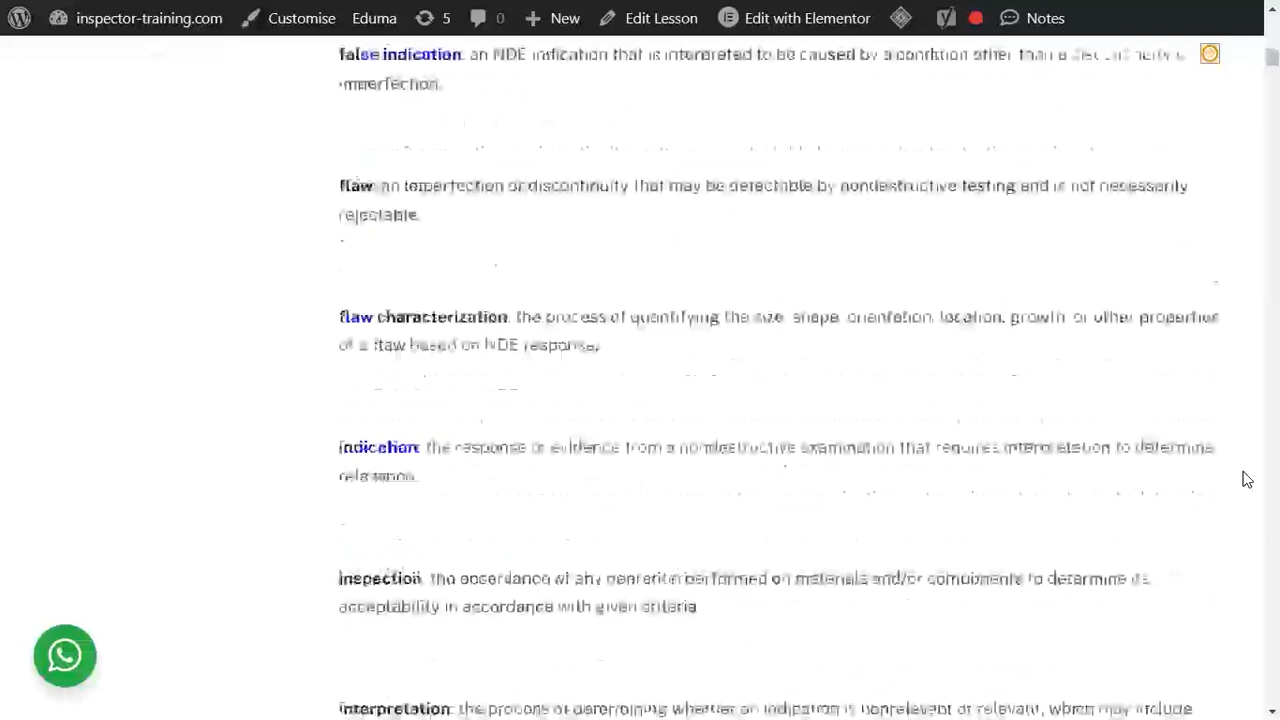 inspector-training.com Customise Eduma 5 0 New Edit Lesson Edit with Elementor Notes
false indication: an NDE indication that is interpreted to be caused by a condition other than a discontinuity or
imperfection.
flaw: an imperfection or discontinuity that may be detectable by nondestructive testing and is not necessarily
rejectable.
flaw characterization: the process of quantifying the size, shape, orientation, location, growth, or other properties
of a flaw based on NDE response.
indication: the response or evidence from a nondestructive examination that requires interpretation to determine
relevance.
inspection: the observation of any operation performed on materials and/or components to determine its
acceptability in accordance with given criteria
interpretation: the process of determining whether an indication is nonrelevant or relevant, which may include